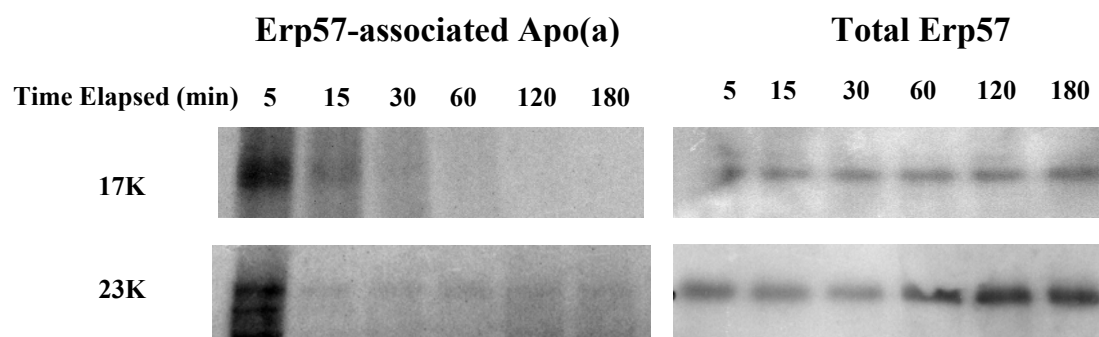 Erp57-associated Apo(a) Total Erp57
Time Elapsed (min) 5 15 30 60 120 180 5 15 30 60 120 180
17K
23K